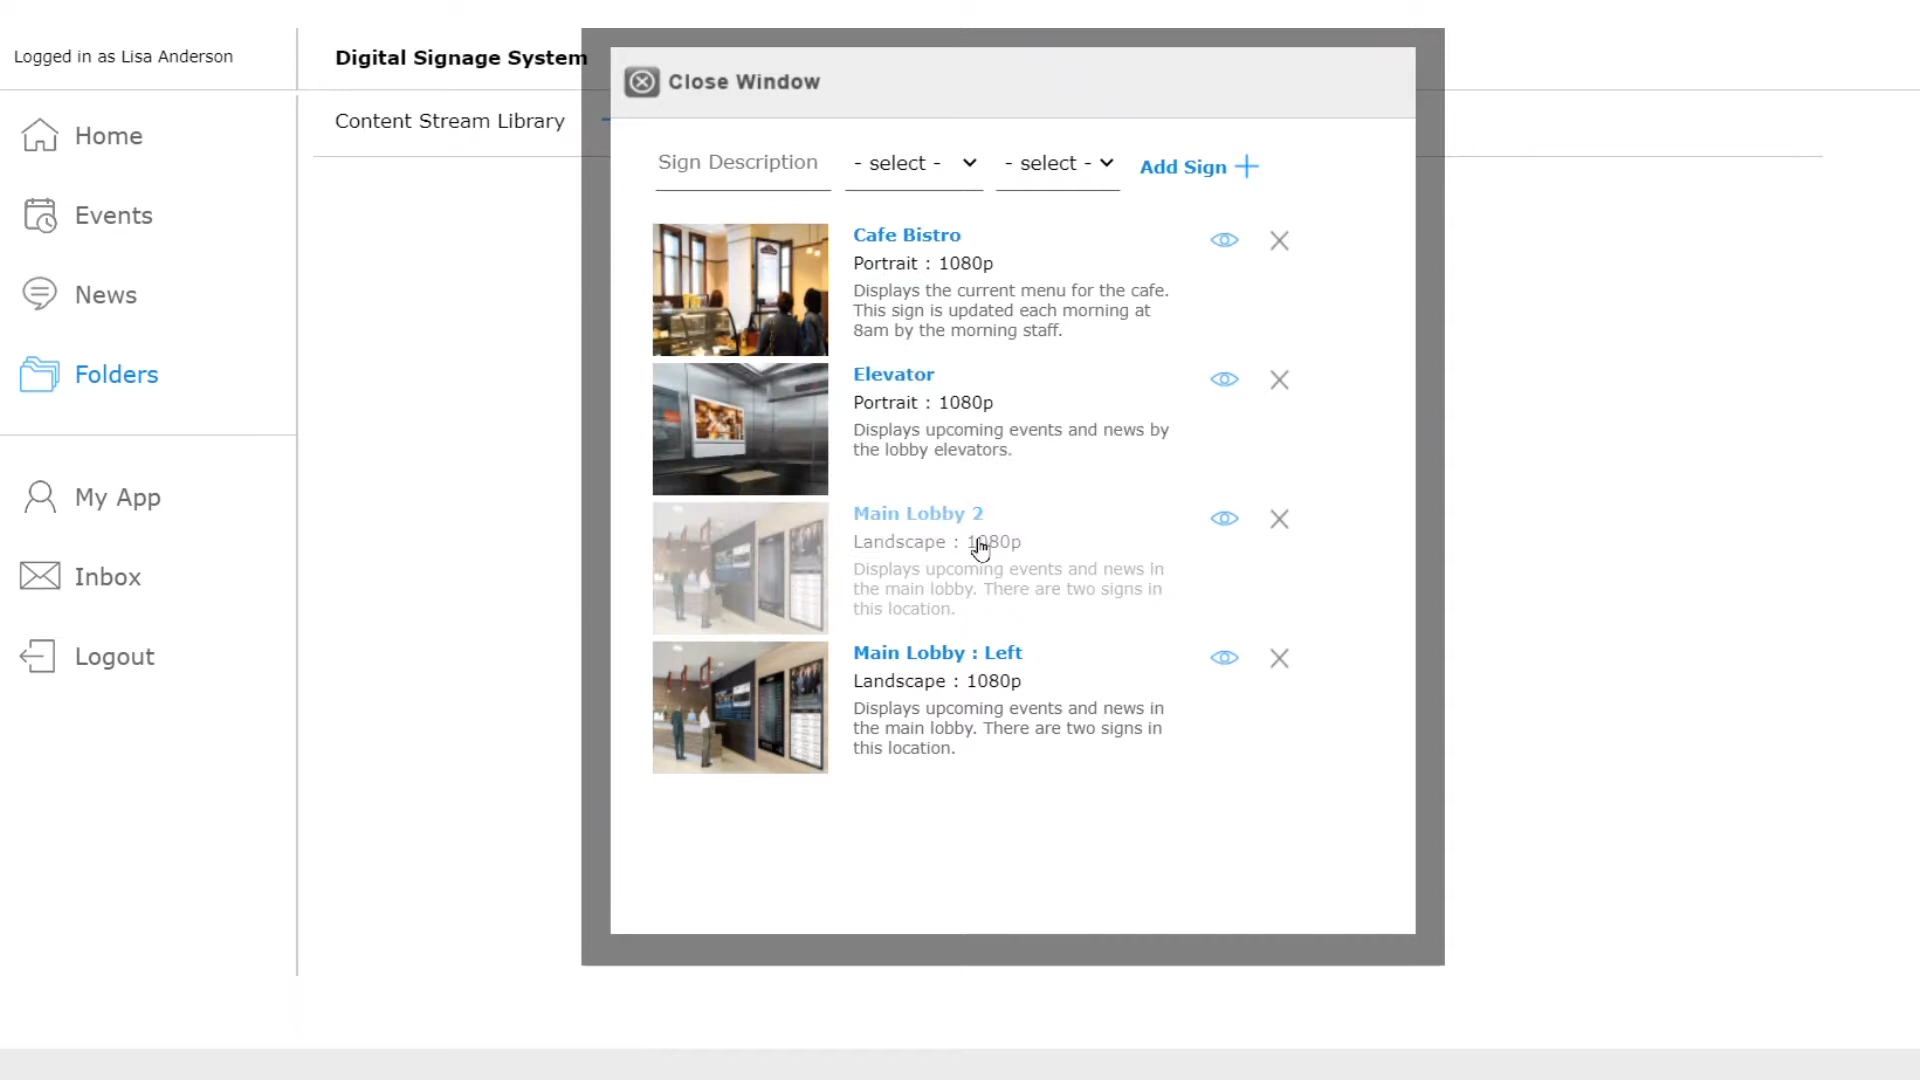 Logged in as Lisa Anderson
Digital Signage System
Close Window
Home
Content Stream Library
Sign Description
- select -
- select -
Add Sign
Events
News
Folders
My App
Inbox
Logout
Cafe Bistro
Portrait : 1080p
Displays the current menu for the cafe.
This sign is updated each morning at
8am by the morning staff.
Elevator
Portrait : 1080p
Displays upcoming events and news by
the lobby elevators.
Main Lobby 2
Landscape : 1080p
Displays upcoming events and news in
the main lobby. There are two signs in
this location.
Main Lobby : Left
Landscape : 1080p
Displays upcoming events and news in
the main lobby. There are two signs in
this location.